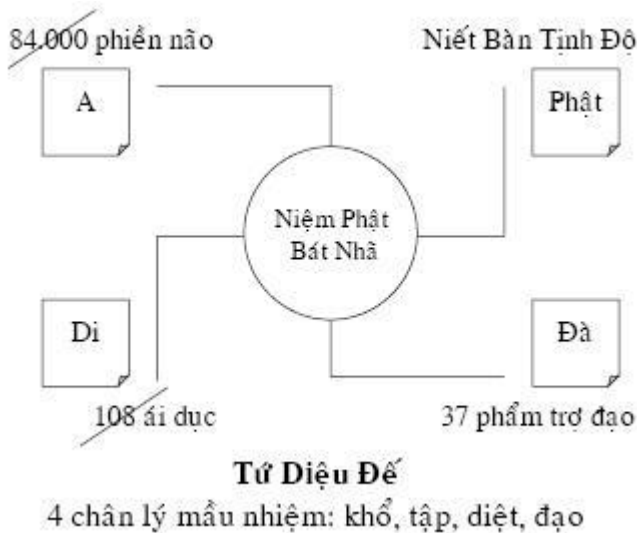 84.000 phiền não
Niết Bàn Tịnh Độ
A
Phật
Niệm Phật
Bát Nhã
Di
Đà
108 ái dục
37 phẩm trợ đạo
Tứ Diệu Đế
4 chân lý mầu nhiệm: khổ, tập, diệt, đạo